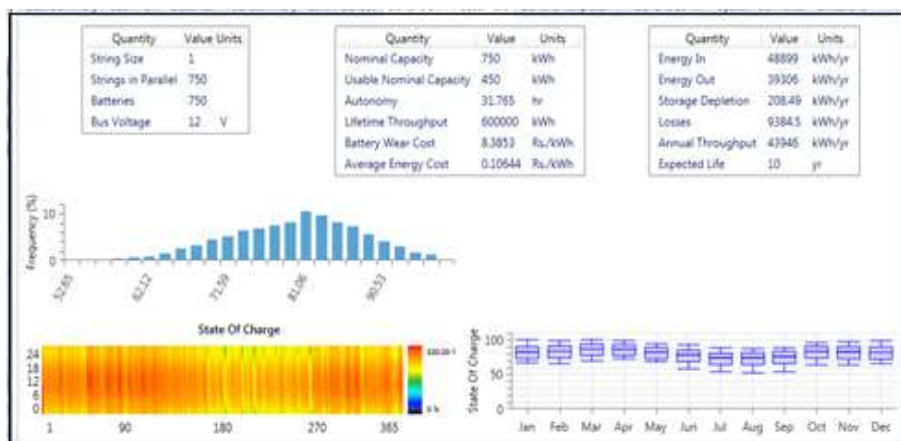 Quantity Value Units
String Size 1
Strings in Parallel 750
Batteries 750
Bus Voltage 12 V
Quantity Value Units
Nominal Capacity 750 kWh
Usable Nominal Capacity 450 kWh
Autonomy 31.765 hr
Lifetime Throughput 600000 kWh
Battery Wear Cost 8.3853 Rs./kWh
Average Energy Cost 0.10644 Rs./kWh
Quantity Value Units
Energy In 48899 kWh/yr
Energy Out 39306 kWh/yr
Storage Depletion 208.49 kWh/yr
Losses 9384.5 kWh/yr
Annual Throughput 43946 kWh/yr
Expected Life 10 yr
Frequency (%)
10
0
52.65 62.12 71.59 81.06 90.53
State Of Charge
24
18
12
6
0
1 90 180 270 365
0 %
State Of Charge
100
50
0
Jan Feb Mar Apr May Jun Jul Aug Sep Oct Nov Dec